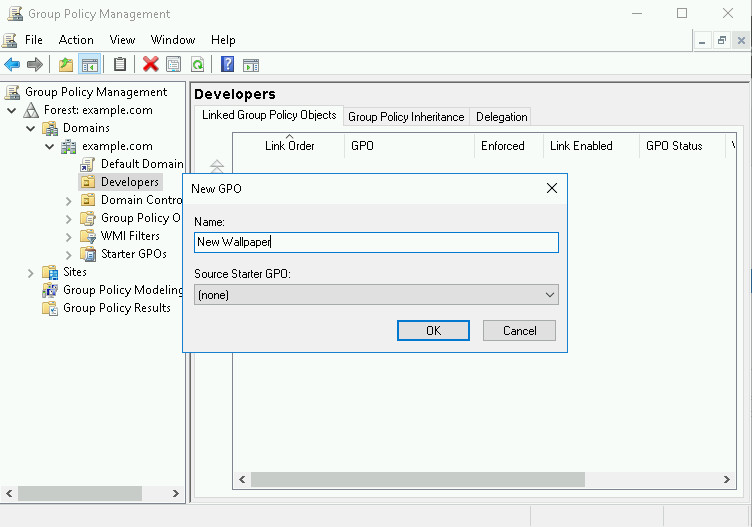 Group Policy Management
File Action View Window Help
Group Policy Management
Forest: example.com
Domains
example.com
Default Domain
Developers
Domain Contro
Group Policy O
WMI Filters
Starter GPOs
Sites
Group Policy Modeling
Group Policy Results
Developers
Linked Group Policy Objects Group Policy Inheritance Delegation
Link Order GPO Enforced Link Enabled GPO Status
New GPO
Name:
New Wallpaper
Source Starter GPO:
(none)
OK Cancel